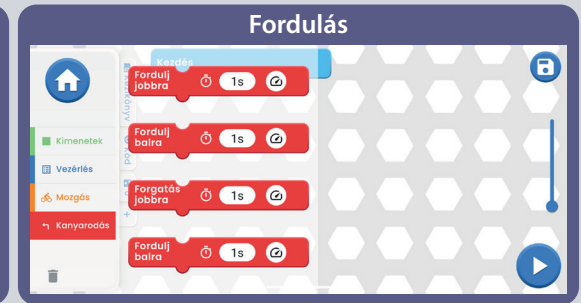 Fordulás
Kezdés
Fordulj
jobbra
1s
Fordulj
balra
1s
Forgatás
jobbra
1s
Fordulj
balra
1s
Kimenetek
Vezérlés
Mozgás
Kanyarodás
+